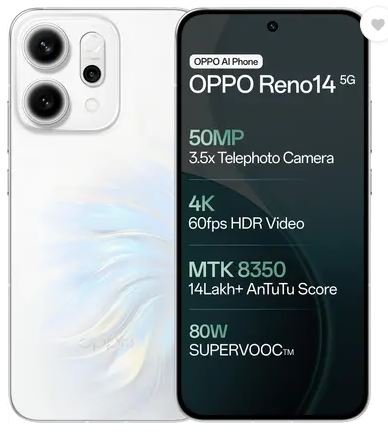 OPPO AI Phone
OPPO Reno14 5G
50MP
3.5x Telephoto Camera
4K
60fps HDR Video
MTK 8350
14Lakh+ AnTuTu Score
80W
SUPERVOOC™
oppo